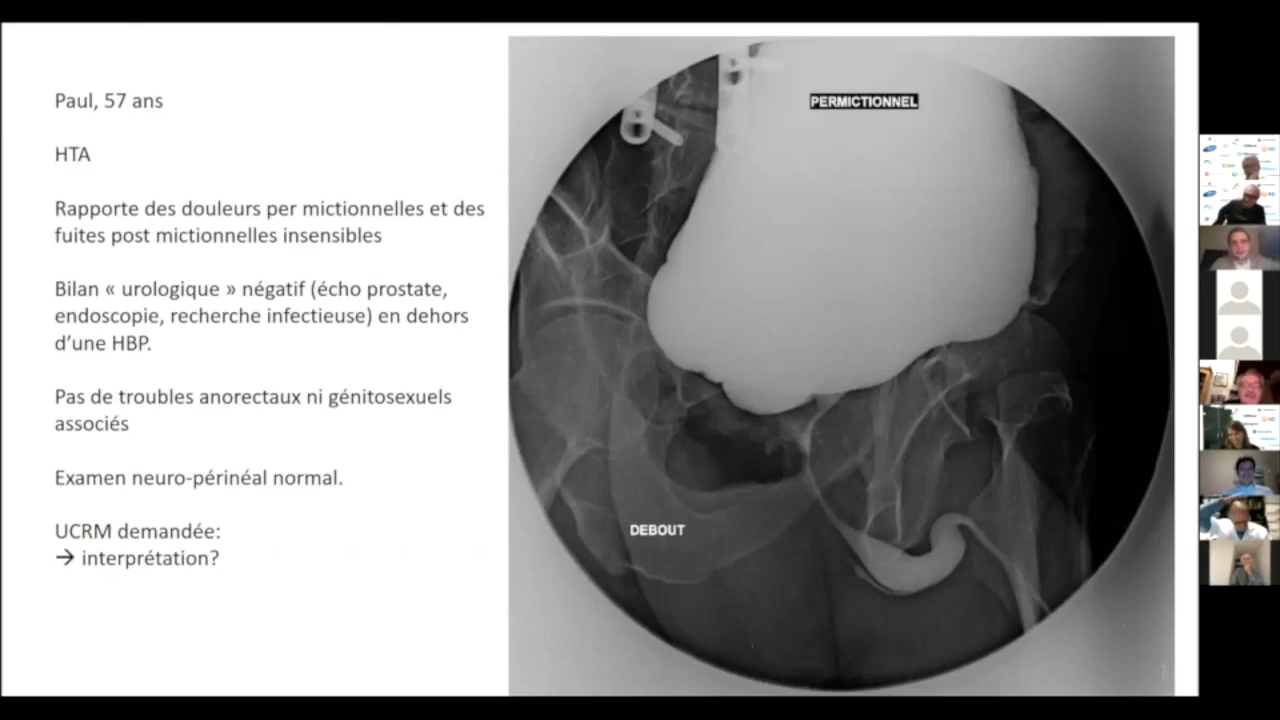 Paul, 57 ans
HTA
Rapporte des douleurs per mictionnelles et des
fuites post mictionnelles insensibles
Bilan « urologique » négatif (écho prostate,
endoscopie, recherche infectieuse) en dehors
d'une HBP.
Pas de troubles anorectaux ni génitosexuels
associés
Examen neuro-périnéal normal.
UCRM demandée:
→ interprétation?
PERMICTIONNEL
DEBOUT